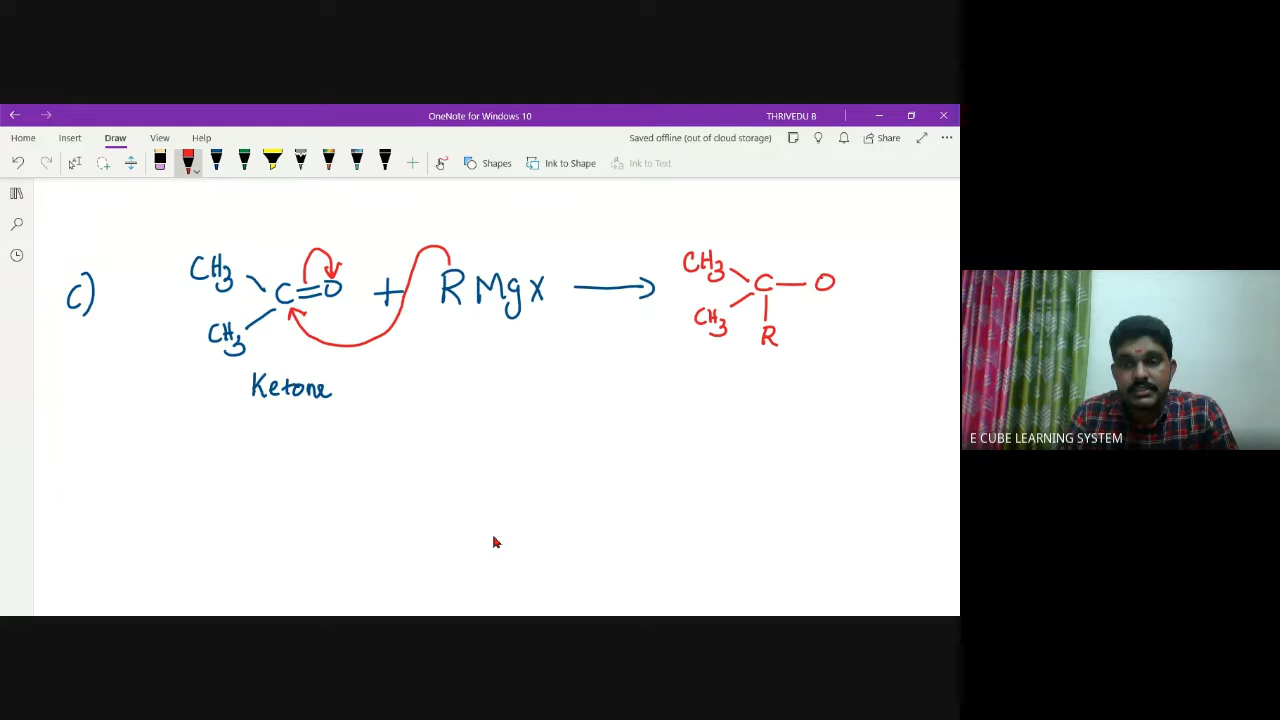 OneNote for Windows 10
THRIVEDU B
Home Insert Draw View Help
Saved offline (out of cloud storage)
Share
Shapes
Ink to Shape
Ink to Text
c)
CH3
CH3
C=O + RMgx
Ketone
CH3
CH3
C—O
R
E CUBE LEARNING SYSTEM